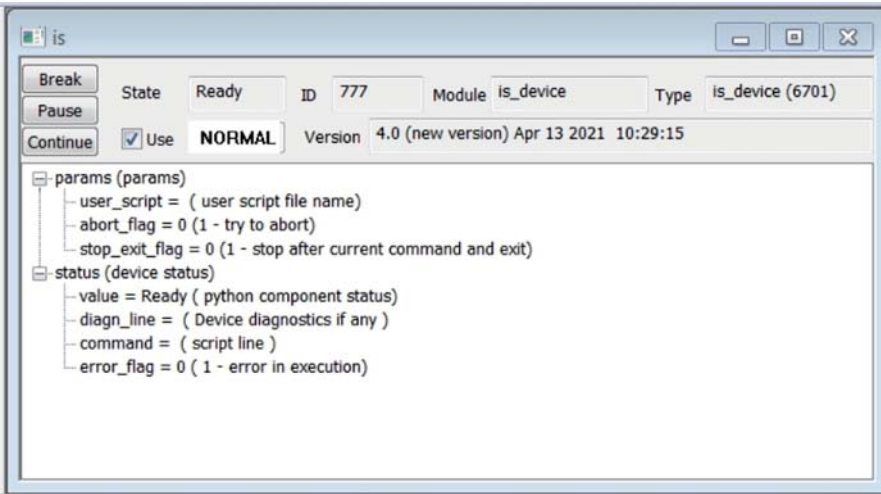 is
Break
Pause
Continue
State Ready ID 777 Module is_device Type is_device (6701)
Use NORMAL Version 4.0 (new version) Apr 13 2021 10:29:15
params (params)
user_script = ( user script file name)
abort_flag = 0 (1 - try to abort)
stop_exit_flag = 0 (1 - stop after current command and exit)
status (device status)
value = Ready ( python component status)
diagn_line = ( Device diagnostics if any )
command = ( script line )
error_flag = 0 ( 1 - error in execution)